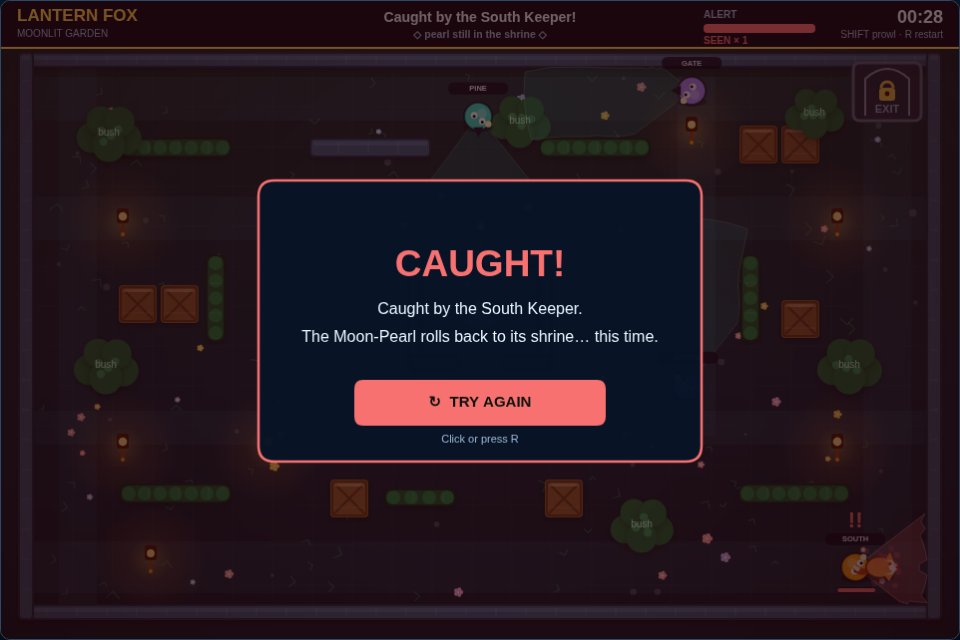 LANTERN FOX
MOONLIT GARDEN
Caught by the South Keeper!
◇ pearl still in the shrine ◇
ALERT
SEEN × 1
00:28
SHIFT prowl · R restart
GATE
PINE
bush
bush
bush
EXIT
CAUGHT!
Caught by the South Keeper.
The Moon-Pearl rolls back to its shrine… this time.
bush
bush
↻ TRY AGAIN
Click or press R
bush
!!
SOUTH